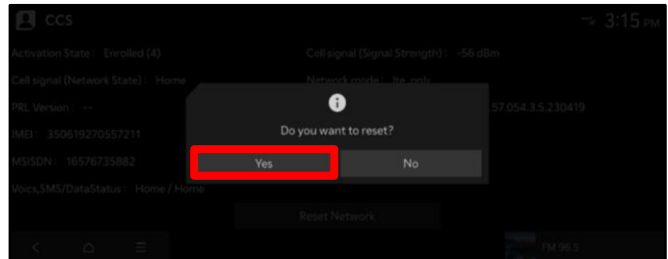 CCS
3:15 PM
Activation State : Enrolled (4)
Cell signal (Signal Strength) : -56 dBm
Cell signal (Network State) : Home
Network mode : lte_only
PRL Version : --
57.054.3.5.230419
IMEI : 350619270557211
Do you want to reset?
MSISDN : 16576735882
Yes
No
Voics,SMS/DataStatus : Home / Home
Reset Network
FM 96.5